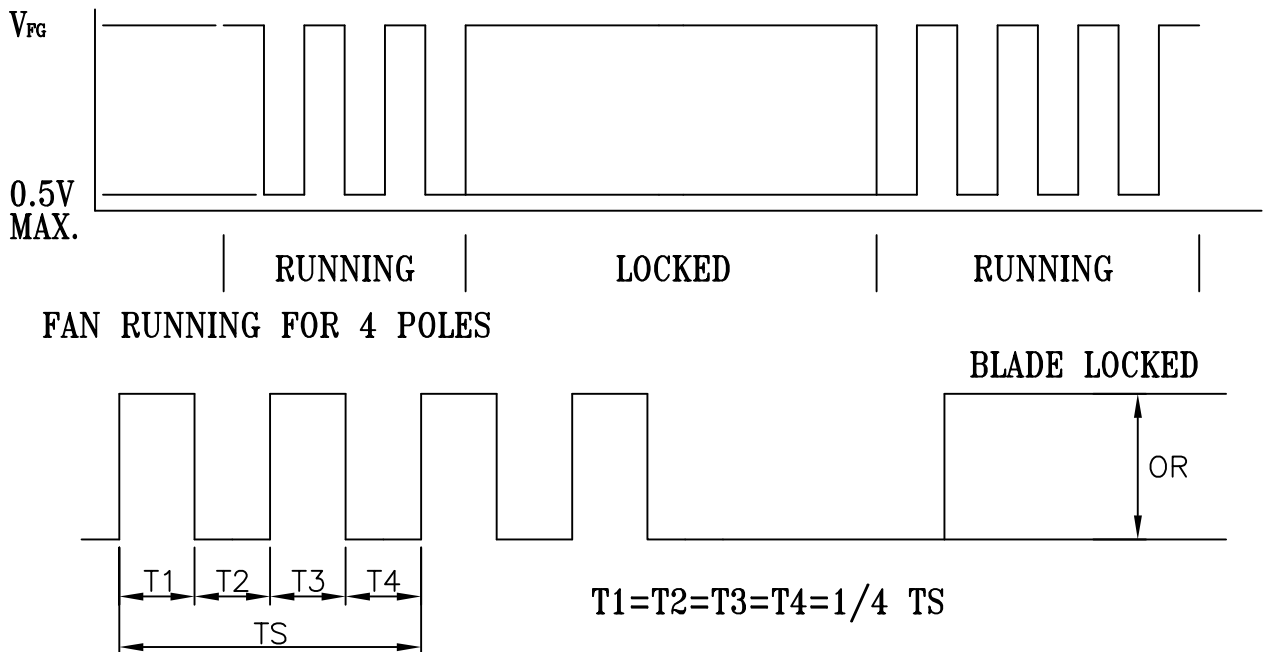 VFG
0.5V
MAX.
RUNNING LOCKED RUNNING
FAN RUNNING FOR 4 POLES
BLADE LOCKED
OR
T1 T2 T3 T4
TS
T1=T2=T3=T4=1/4 TS